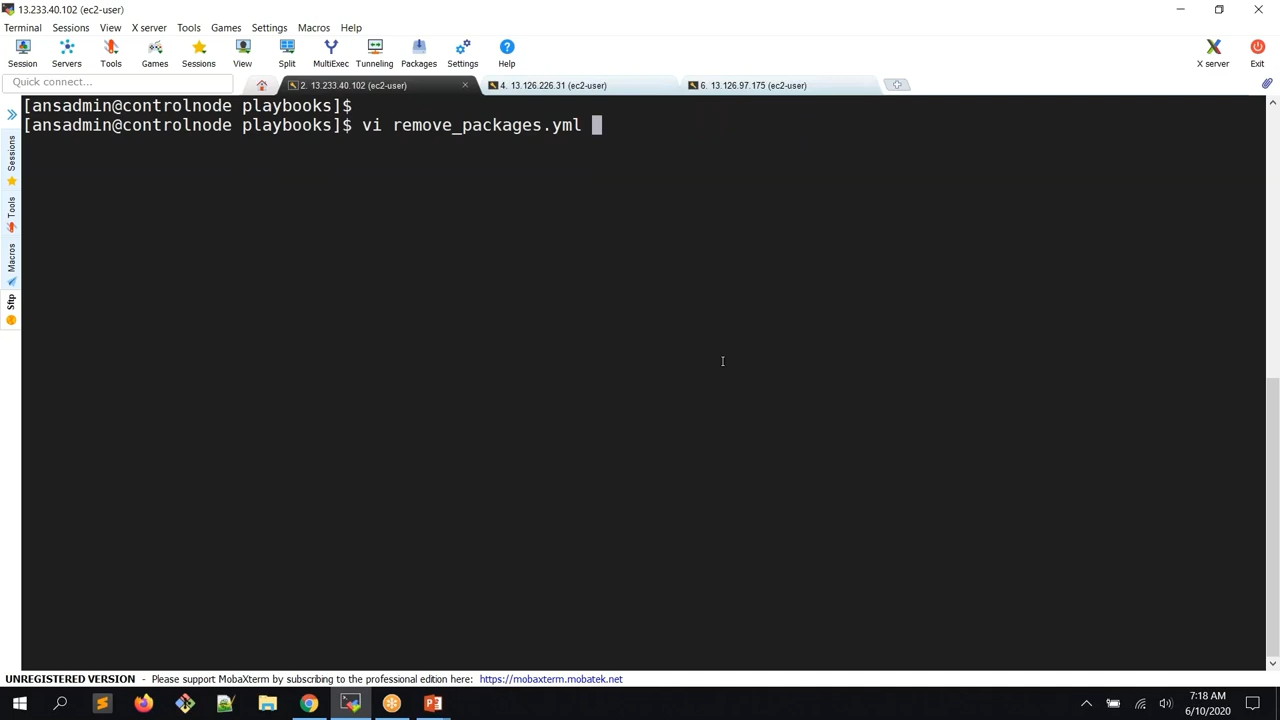 13.233.40.102 (ec2-user)
Terminal Sessions View X server Tools Games Settings Macros Help
Session Servers Tools Games Sessions View Split MultiExec Tunneling Packages Settings Help X server Exit
Quick connect...
2. 13.233.40.102 (ec2-user)
4. 13.126.226.31 (ec2-user)
6. 13.126.97.175 (ec2-user)
[ansadmin@controlnode playbooks]$
[ansadmin@controlnode playbooks]$ vi remove_packages.yml
Sessions
Tools
Macros
Sftp
UNREGISTERED VERSION - Please support MobaXterm by subscribing to the professional edition here: https://mobaxterm.mobatek.net
7:18 AM
6/10/2020